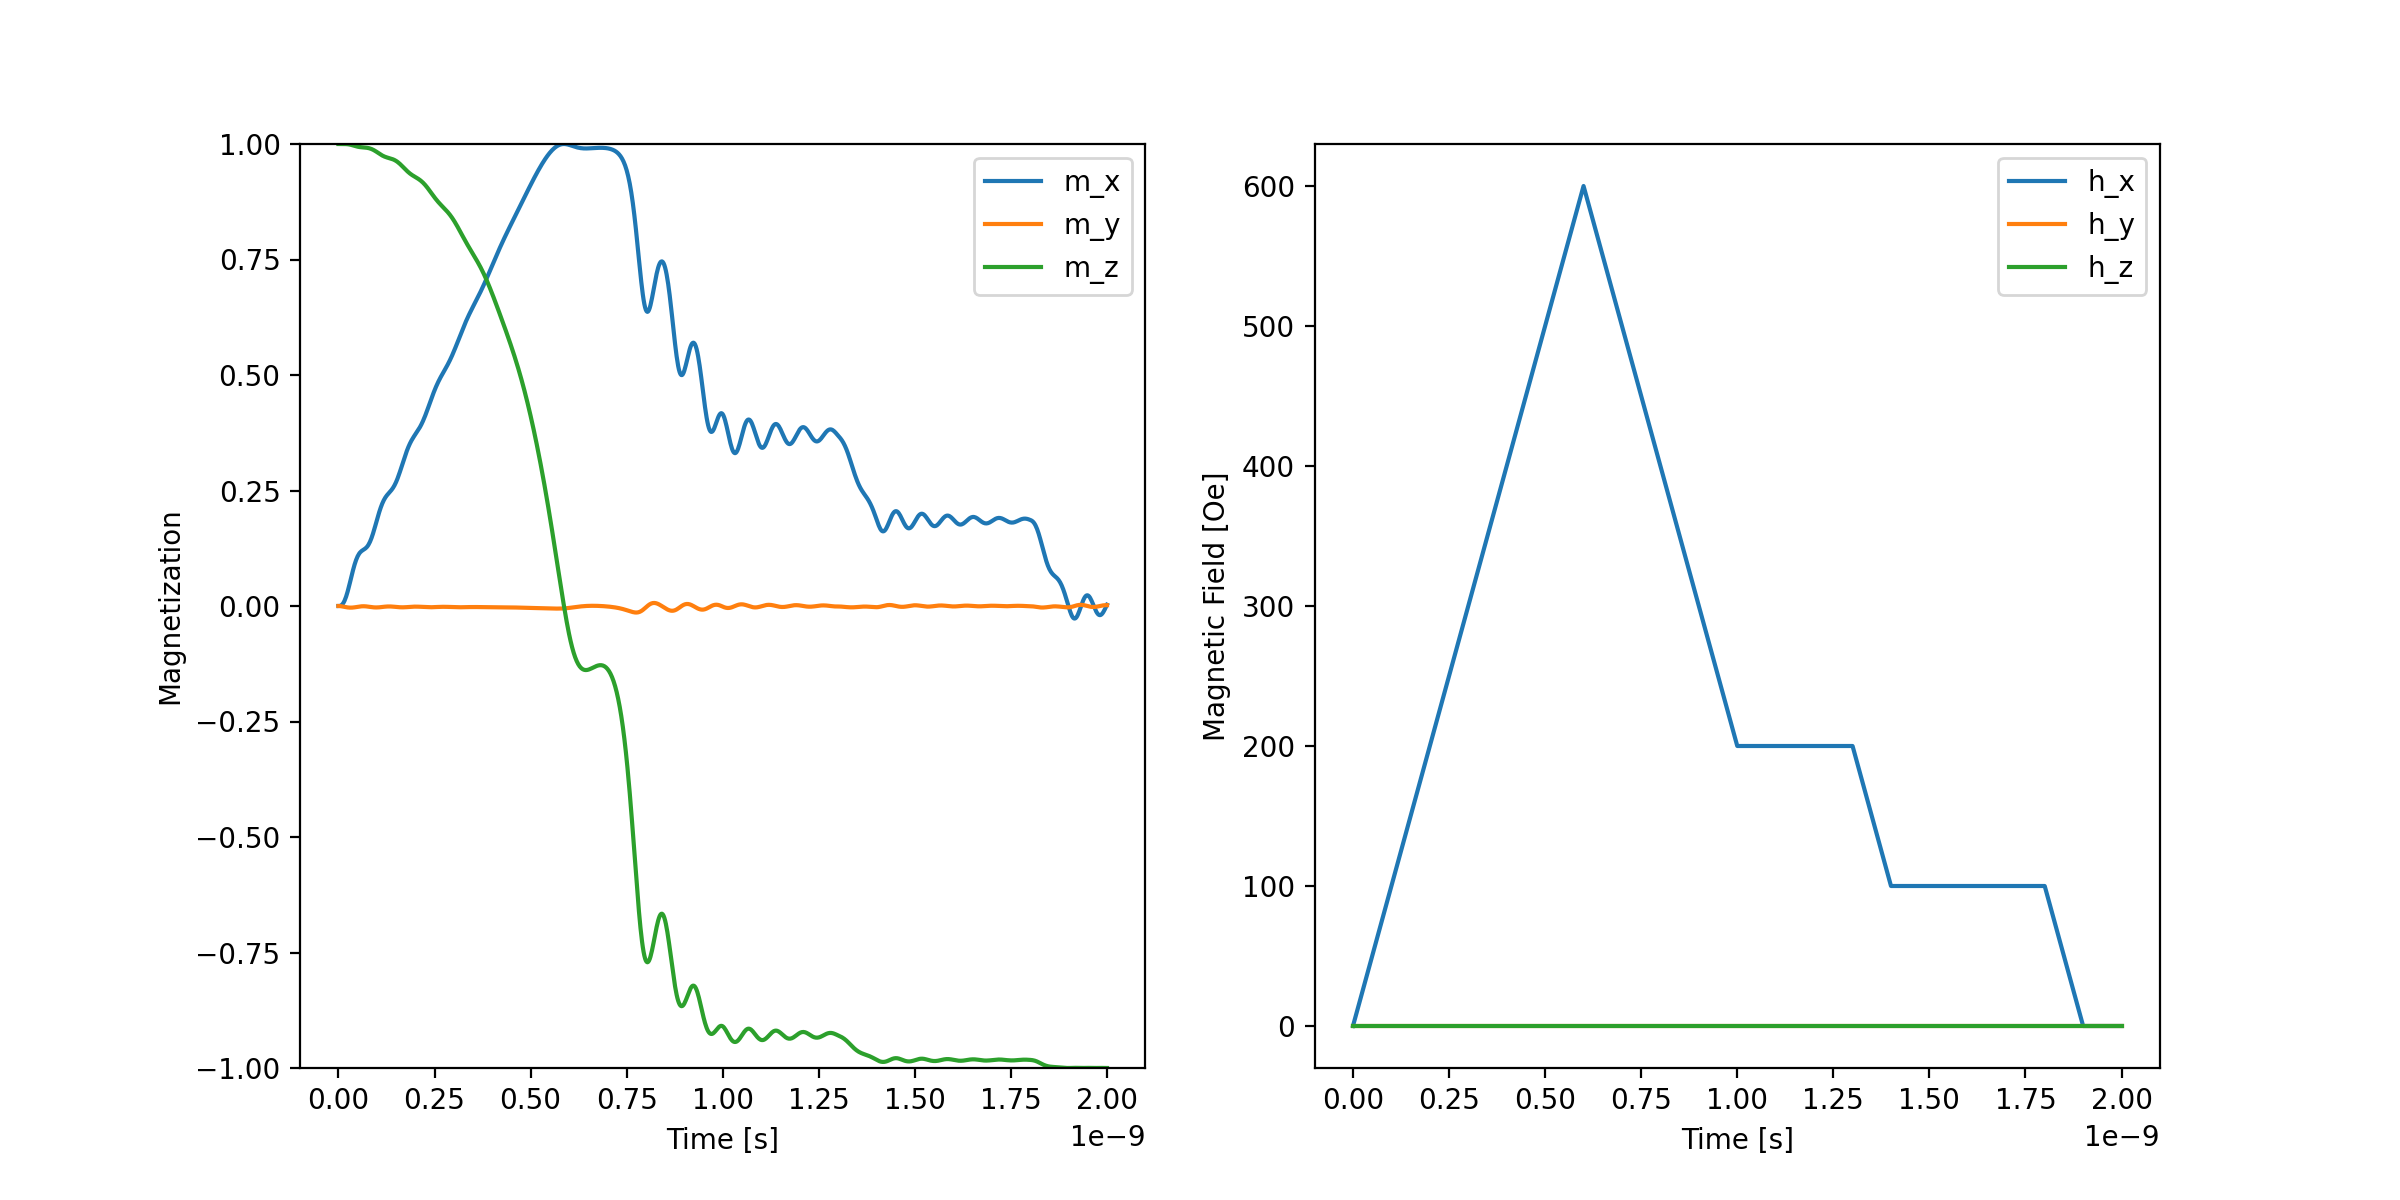 1.00
0.75
0.50
0.25
0.00
−0.25
−0.50
−0.75
−1.00
Magnetization
0.00 0.25 0.50 0.75 1.00 1.25 1.50 1.75 2.00
1e−9
Time [s]
m_x
m_y
m_z
600
500
400
300
200
100
0
Magnetic Field [Oe]
0.00 0.25 0.50 0.75 1.00 1.25 1.50 1.75 2.00
1e−9
Time [s]
h_x
h_y
h_z